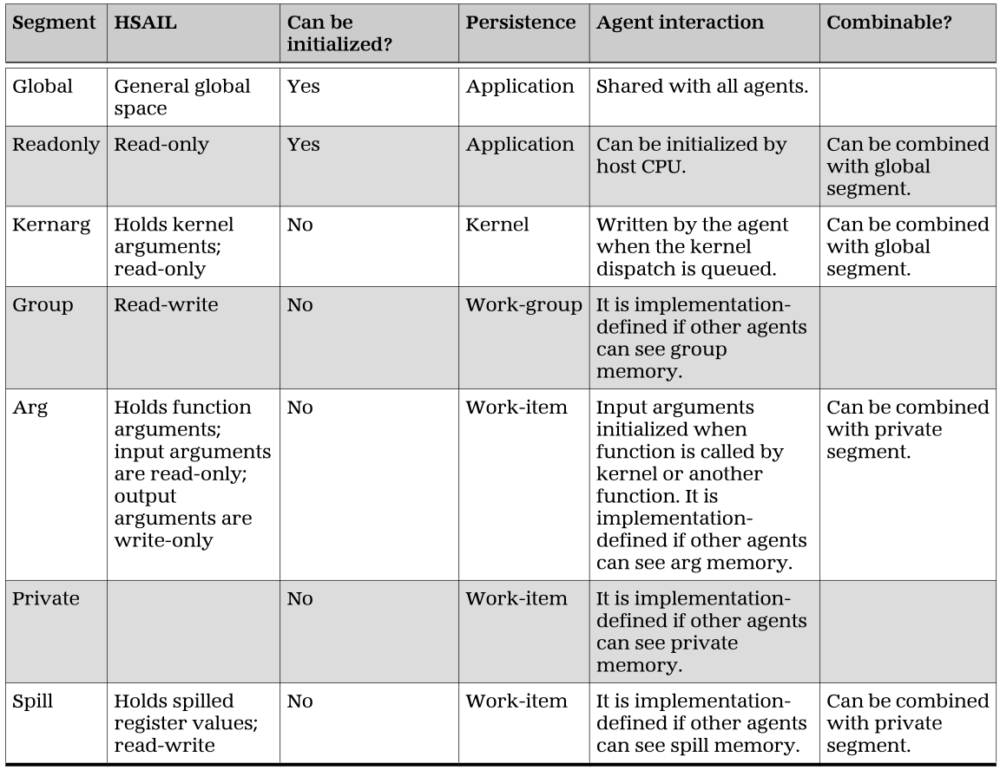 Segment
HSAIL
Can be
initialized?
Persistence
Agent interaction
Combinable?
Global
General global
space
Yes
Application
Shared with all agents.
Readonly
Read-only
Yes
Application
Can be initialized by
host CPU.
Can be combined
with global
segment.
Kernarg
Holds kernel
arguments;
read-only
No
Kernel
Written by the agent
when the kernel
dispatch is queued.
Can be combined
with global
segment.
Group
Read-write
No
Work-group
It is implementation-
defined if other agents
can see group
memory.
Arg
Holds function
arguments;
input arguments
are read-only;
output
arguments are
write-only
No
Work-item
Input arguments
initialized when
function is called by
kernel or another
function. It is
implementation-
defined if other agents
can see arg memory.
Can be combined
with private
segment.
Private
No
Work-item
It is implementation-
defined if other agents
can see private
memory.
Spill
Holds spilled
register values;
read-write
No
Work-item
It is implementation-
defined if other agents
can see spill memory.
Can be combined
with private
segment.